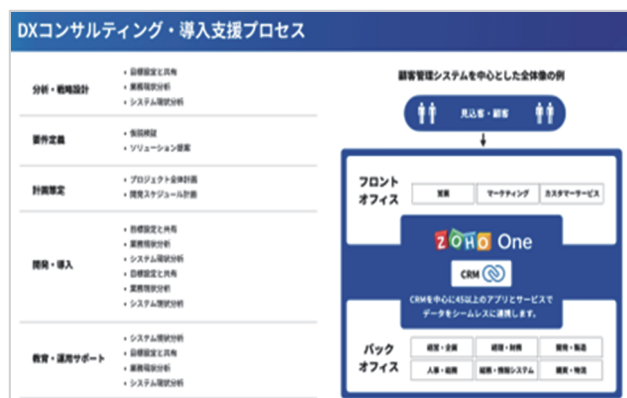 DXコンサルティング・導入支援プロセス
分析・戦略設計
・目標設定と共有
・業務現状分析
・システム現状分析
要件定義
・仮説検証
・ソリューション提案
計画策定
・プロジェクト全体計画
・開発スケジュール計画
開発・導入
・目標設定と共有
・業務現状分析
・システム現状分析
・目標設定と共有
・業務現状分析
・システム現状分析
教育・運用サポート
・システム現状分析
・目標設定と共有
・業務現状分析
・システム現状分析
顧客管理システムを中心とした全体像の例
見込客・顧客
フロント
オフィス
営業 マーケティング カスタマーサービス
ZOHO One
CRM
CRMを中心に45以上のアプリとサービスで
データをシームレスに連携します。
バック
オフィス
経営・企画 経理・財務 開発・製造
人事・総務 総務・情報システム 購買・物流